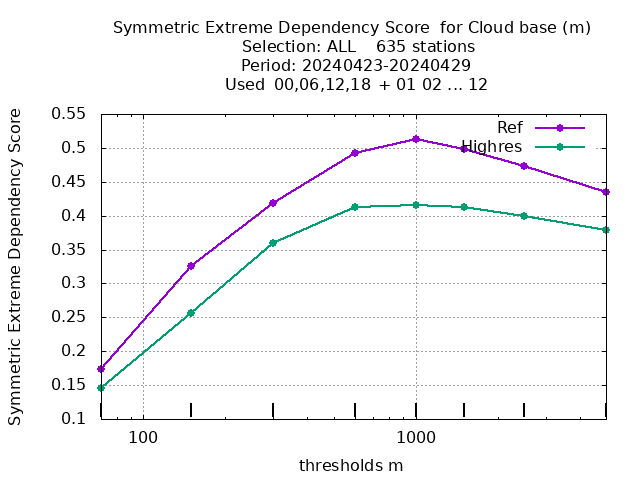 Symmetric Extreme Dependency Score for Cloud base (m)
Selection: ALL 635 stations
Period: 20240423-20240429
Used 00,06,12,18 + 01 02 ... 12
Symmetric Extreme Dependency Score
0.55
0.5
0.45
0.4
0.35
0.3
0.25
0.2
0.15
0.1
Ref
Highres
100
1000
thresholds m